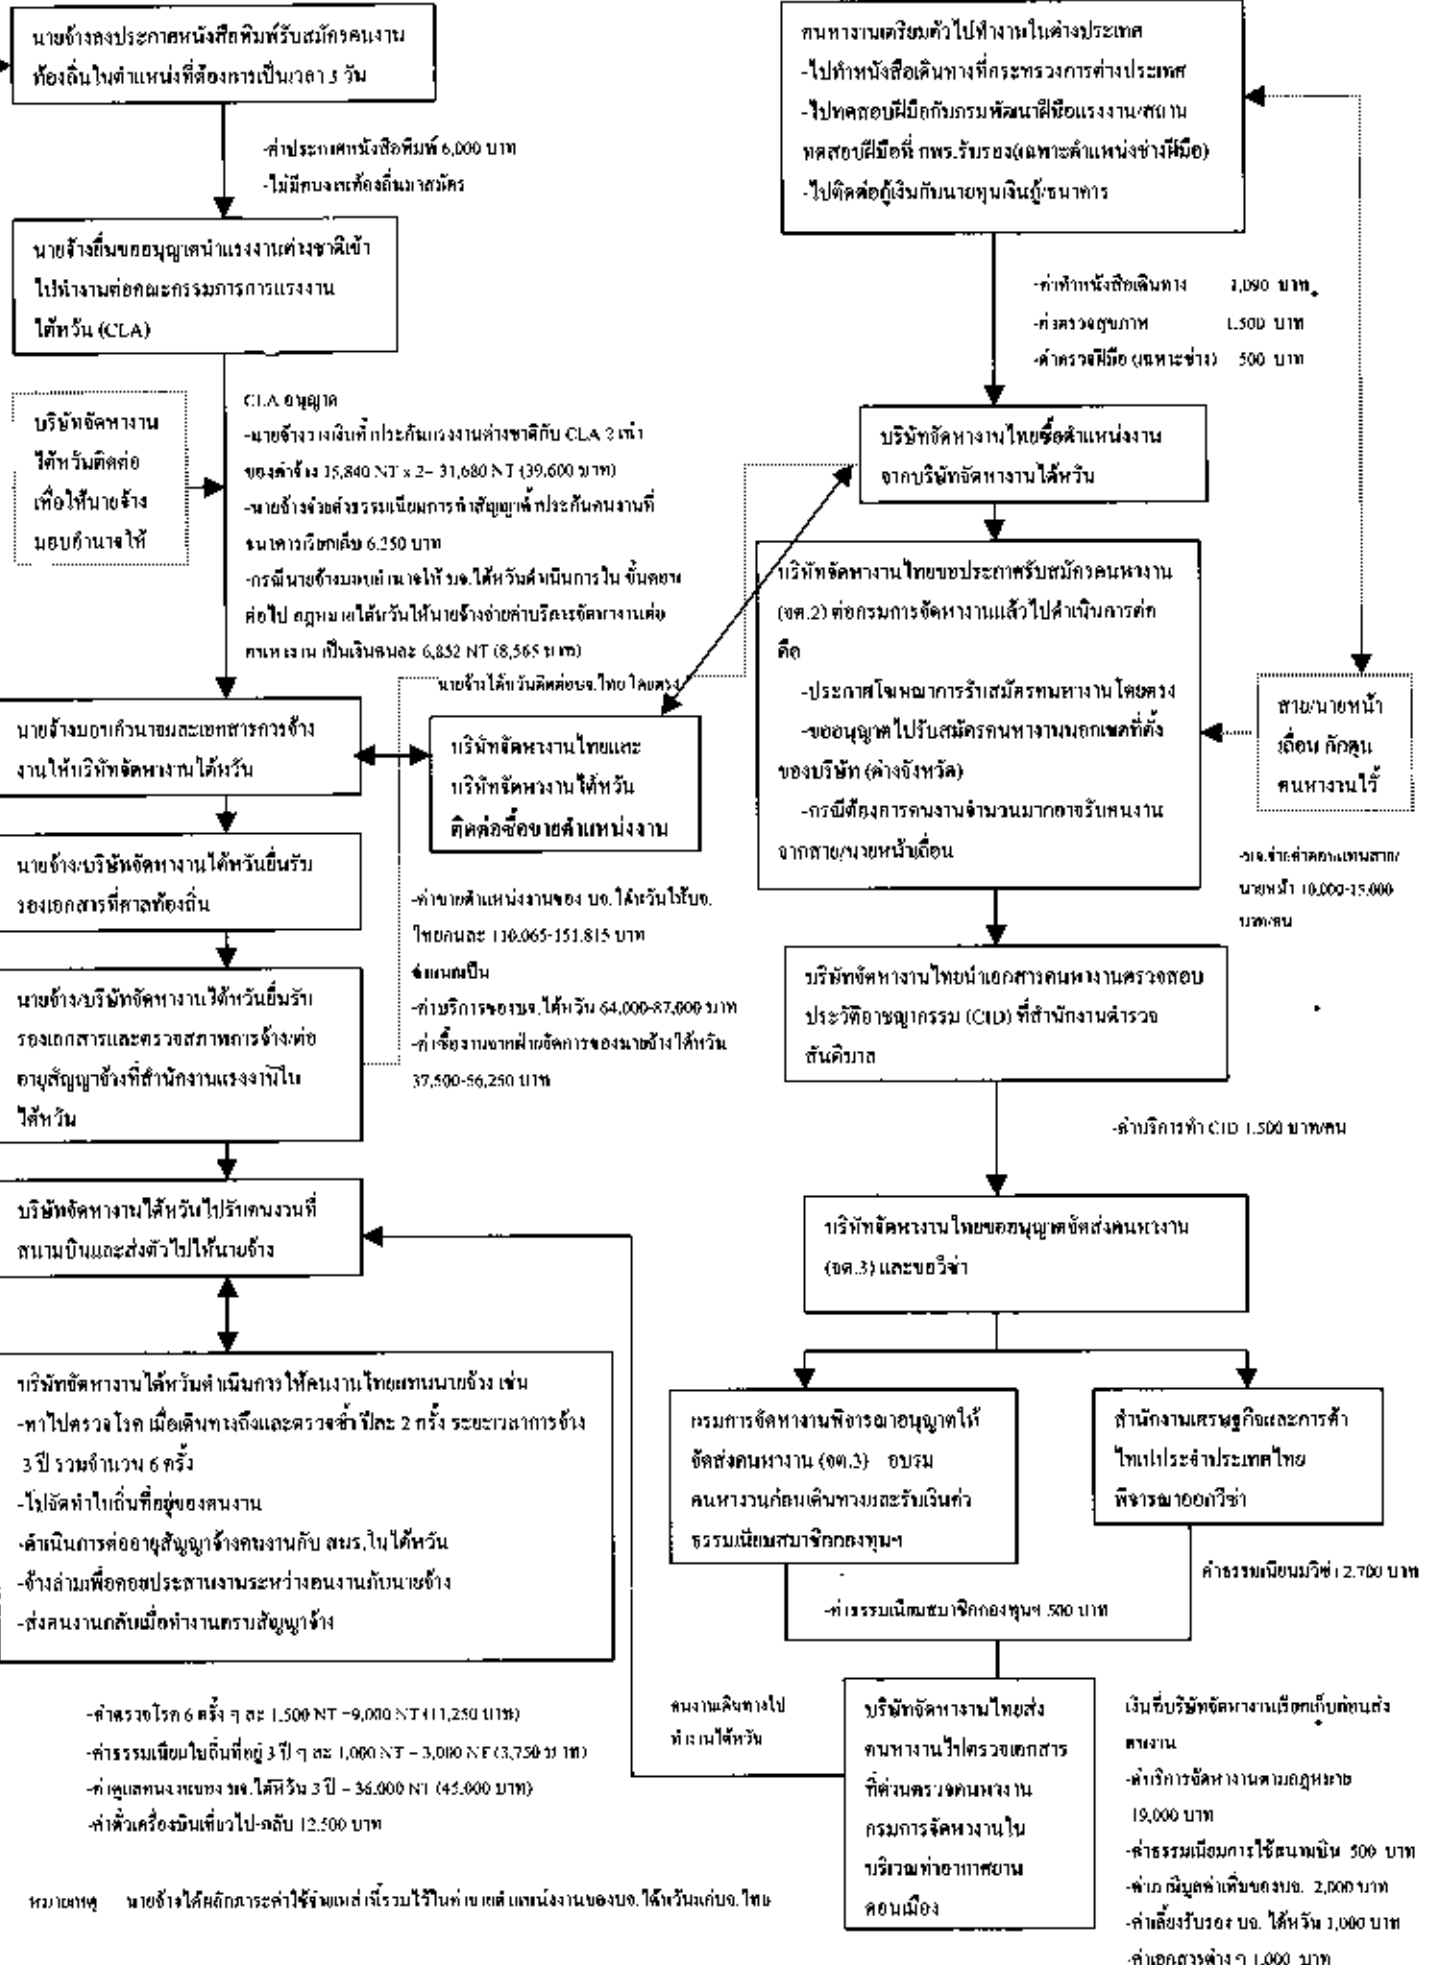 นายจ้างลงประกาศหนังสือพิมพ์รับสมัครคนงาน
ท้องถิ่นในตำแหน่งที่ต้องการเป็นเวลา 3 วัน
-ค่าประกาศหนังสือพิมพ์ 6,000 บาท
-ไม่มีคนงานท้องถิ่นมาสมัคร
นายจ้างยื่นขออนุญาตนำแรงงานต่างชาติเข้า
ไปทำงานต่อคณะกรรมการการแรงงาน
ไต้หวัน (CLA)
บริษัทจัดหางาน
ไต้หวันติดต่อ
เพื่อให้นายจ้าง
มอบอำนาจให้
CLA อนุญาต
-นายจ้างวางเงินค้ำประกันแรงงานต่างชาติกับ CLA 2 เท่า
ของค่าจ้าง 15,840 NT x 2= 31,680 NT (39,600 บาท)
-นายจ้างจ่ายค่าธรรมเนียมการทำสัญญาค้ำประกันคนงานที่
ธนาคารเรียกเก็บ 6,250 บาท
-กรณีนายจ้างมอบอำนาจให้ บจ.ไต้หวันดำเนินการใน ขั้นตอน
ต่อไป กฎหมายไต้หวันให้นายจ้างจ่ายค่าบริการจัดหางานต่อ
คนหางาน เป็นเงินคนละ 6,852 NT (8,565 บาท)
นายจ้างไต้หวันติดต่อบจ.ไทย โดยตรง
นายจ้างมอบอำนาจและเอกสารการจ้าง
งานให้บริษัทจัดหางานไต้หวัน
บริษัทจัดหางานไทยและ
บริษัทจัดหางานไต้หวัน
ติดต่อซื้อขายตำแหน่งงาน
นายจ้าง/บริษัทจัดหางานไต้หวันยื่นรับ
รองเอกสารที่ศาลท้องถิ่น
-ค่าขายตำแหน่งงานของ บจ. ไต้หวันให้บจ.
ไทยคนละ 110,065-151,815 บาท
จำแนกเป็น
-ค่าบริการของบจ.ไต้หวัน 64,000-87,000 บาท
-ค่าซื้องานจากฝ่ายจัดการของนายจ้างไต้หวัน
37,500-56,250 บาท
นายจ้าง/บริษัทจัดหางานไต้หวันยื่นรับ
รองเอกสารและตรวจสภาพการจ้าง/ต่อ
อายุสัญญาจ้างที่สำนักงานแรงงานใน
ไต้หวัน
บริษัทจัดหางานไต้หวันไปรับคนงานที่
สนามบินและส่งตัวไปให้นายจ้าง
บริษัทจัดหางานไต้หวันดำเนินการให้คนงานไทยแทนนายจ้าง เช่น
-พาไปตรวจโรค เมื่อเดินทางถึงและตรวจซ้ำ ปีละ 2 ครั้ง ระยะเวลาการจ้าง
3 ปี รวมจำนวน 6 ครั้ง
-ไปจัดทำใบถิ่นที่อยู่ของคนงาน
-ดำเนินการต่ออายุสัญญาจ้างคนงานกับ สนร.ในไต้หวัน
-จ้างล่ามเพื่อคอยประสานงานระหว่างคนงานกับนายจ้าง
-ส่งคนงานกลับเมื่อทำงานครบสัญญาจ้าง
-ค่าตรวจโรค 6 ครั้ง ๆ ละ 1,500 NT =9,000 NT (11,250 บาท)
-ค่าธรรมเนียมใบถิ่นที่อยู่ 3 ปี ๆ ละ 1,000 NT = 3,000 NT (3,750 บาท)
-ค่าดูแลคนงานของ บจ.ไต้หวัน 3 ปี = 36,000 NT (45,000 บาท)
-ค่าตั๋วเครื่องบินเที่ยวไป-กลับ 12,500 บาท
หมายเหตุ นายจ้างได้ผลักภาระค่าใช้จ่ายเหล่านี้รวมไว้ในค่าขายตำแหน่งงานของบจ.ไต้หวันแก่บจ.ไทย
คนหางานเตรียมตัวไปทำงานในต่างประเทศ
-ไปทำหนังสือเดินทางที่กระทรวงการต่างประเทศ
-ไปทดสอบฝีมือกับกรมพัฒนาฝีมือแรงงาน/สถาน
ทดสอบฝีมือที่ กพร.รับรอง(เฉพาะตำแหน่งช่างฝีมือ)
-ไปติดต่อกู้เงินกับนายทุนเงินกู้/ธนาคาร
-ค่าทำหนังสือเดินทาง 1,090 บาท
-ค่าตรวจสุขภาพ 1,500 บาท
-ค่าตรวจฝีมือ (เฉพาะช่าง) 500 บาท
บริษัทจัดหางานไทยซื้อตำแหน่งงาน
จากบริษัทจัดหางานไต้หวัน
บริษัทจัดหางานไทยขอประกาศรับสมัครคนหางาน
(จต.2) ต่อกรมการจัดหางานแล้วไปดำเนินการต่อ
คือ
-ประกาศโฆษณาการรับสมัครคนหางานโดยตรง
-ขออนุญาตไปรับสมัครคนหางานนอกเขตที่ตั้ง
ของบริษัท (ต่างจังหวัด)
-กรณีต้องการคนงานจำนวนมากอาจรับคนงาน
จากสาย/นายหน้าเถื่อน
สาย/นายหน้า
เถื่อน กักตุน
คนหางานไว้
-บจ.จ่ายค่าตอบแทนสาย/
นายหน้า 10,000-15,000
บาท/คน
บริษัทจัดหางานไทยนำเอกสารคนหางานตรวจสอบ
ประวัติอาชญากรรม (CID) ที่สำนักงานตำรวจ
สันติบาล
-ค่าบริการทำ CID 1,500 บาท/คน
บริษัทจัดหางานไทยขออนุญาตจัดส่งคนหางาน
(จต.3) และขอวีซ่า
กรมการจัดหางานพิจารณาอนุญาตให้
จัดส่งคนหางาน (จต.3) อบรม
คนหางานก่อนเดินทางและรับเงินค่า
ธรรมเนียมสมาชิกกองทุนฯ
สำนักงานเศรษฐกิจและการค้า
ไทเปประจำประเทศไทย
พิจารณาออกวีซ่า
ค่าธรรมเนียมวีซ่า 2,700 บาท
-ค่าธรรมเนียมสมาชิกกองทุนฯ 500 บาท
คนงานเดินทางไป
ทำงานไต้หวัน
บริษัทจัดหางานไทยส่ง
คนหางานไปตรวจเอกสาร
ที่ด่านตรวจคนหางาน
กรมการจัดหางานใน
บริเวณท่าอากาศยาน
ดอนเมือง
เงินที่บริษัทจัดหางานเรียกเก็บก่อนส่ง
คนงาน
-ค่าบริการจัดหางานตามกฎหมาย
19,000 บาท
-ค่าธรรมเนียมการใช้สนามบิน 500 บาท
-ค่าภาษีมูลค่าเพิ่มของบจ. 2,000 บาท
-ค่าเลี้ยงรับรอง บจ. ไต้หวัน 1,000 บาท
-ค่าเอกสารต่าง ๆ 1,000 บาท